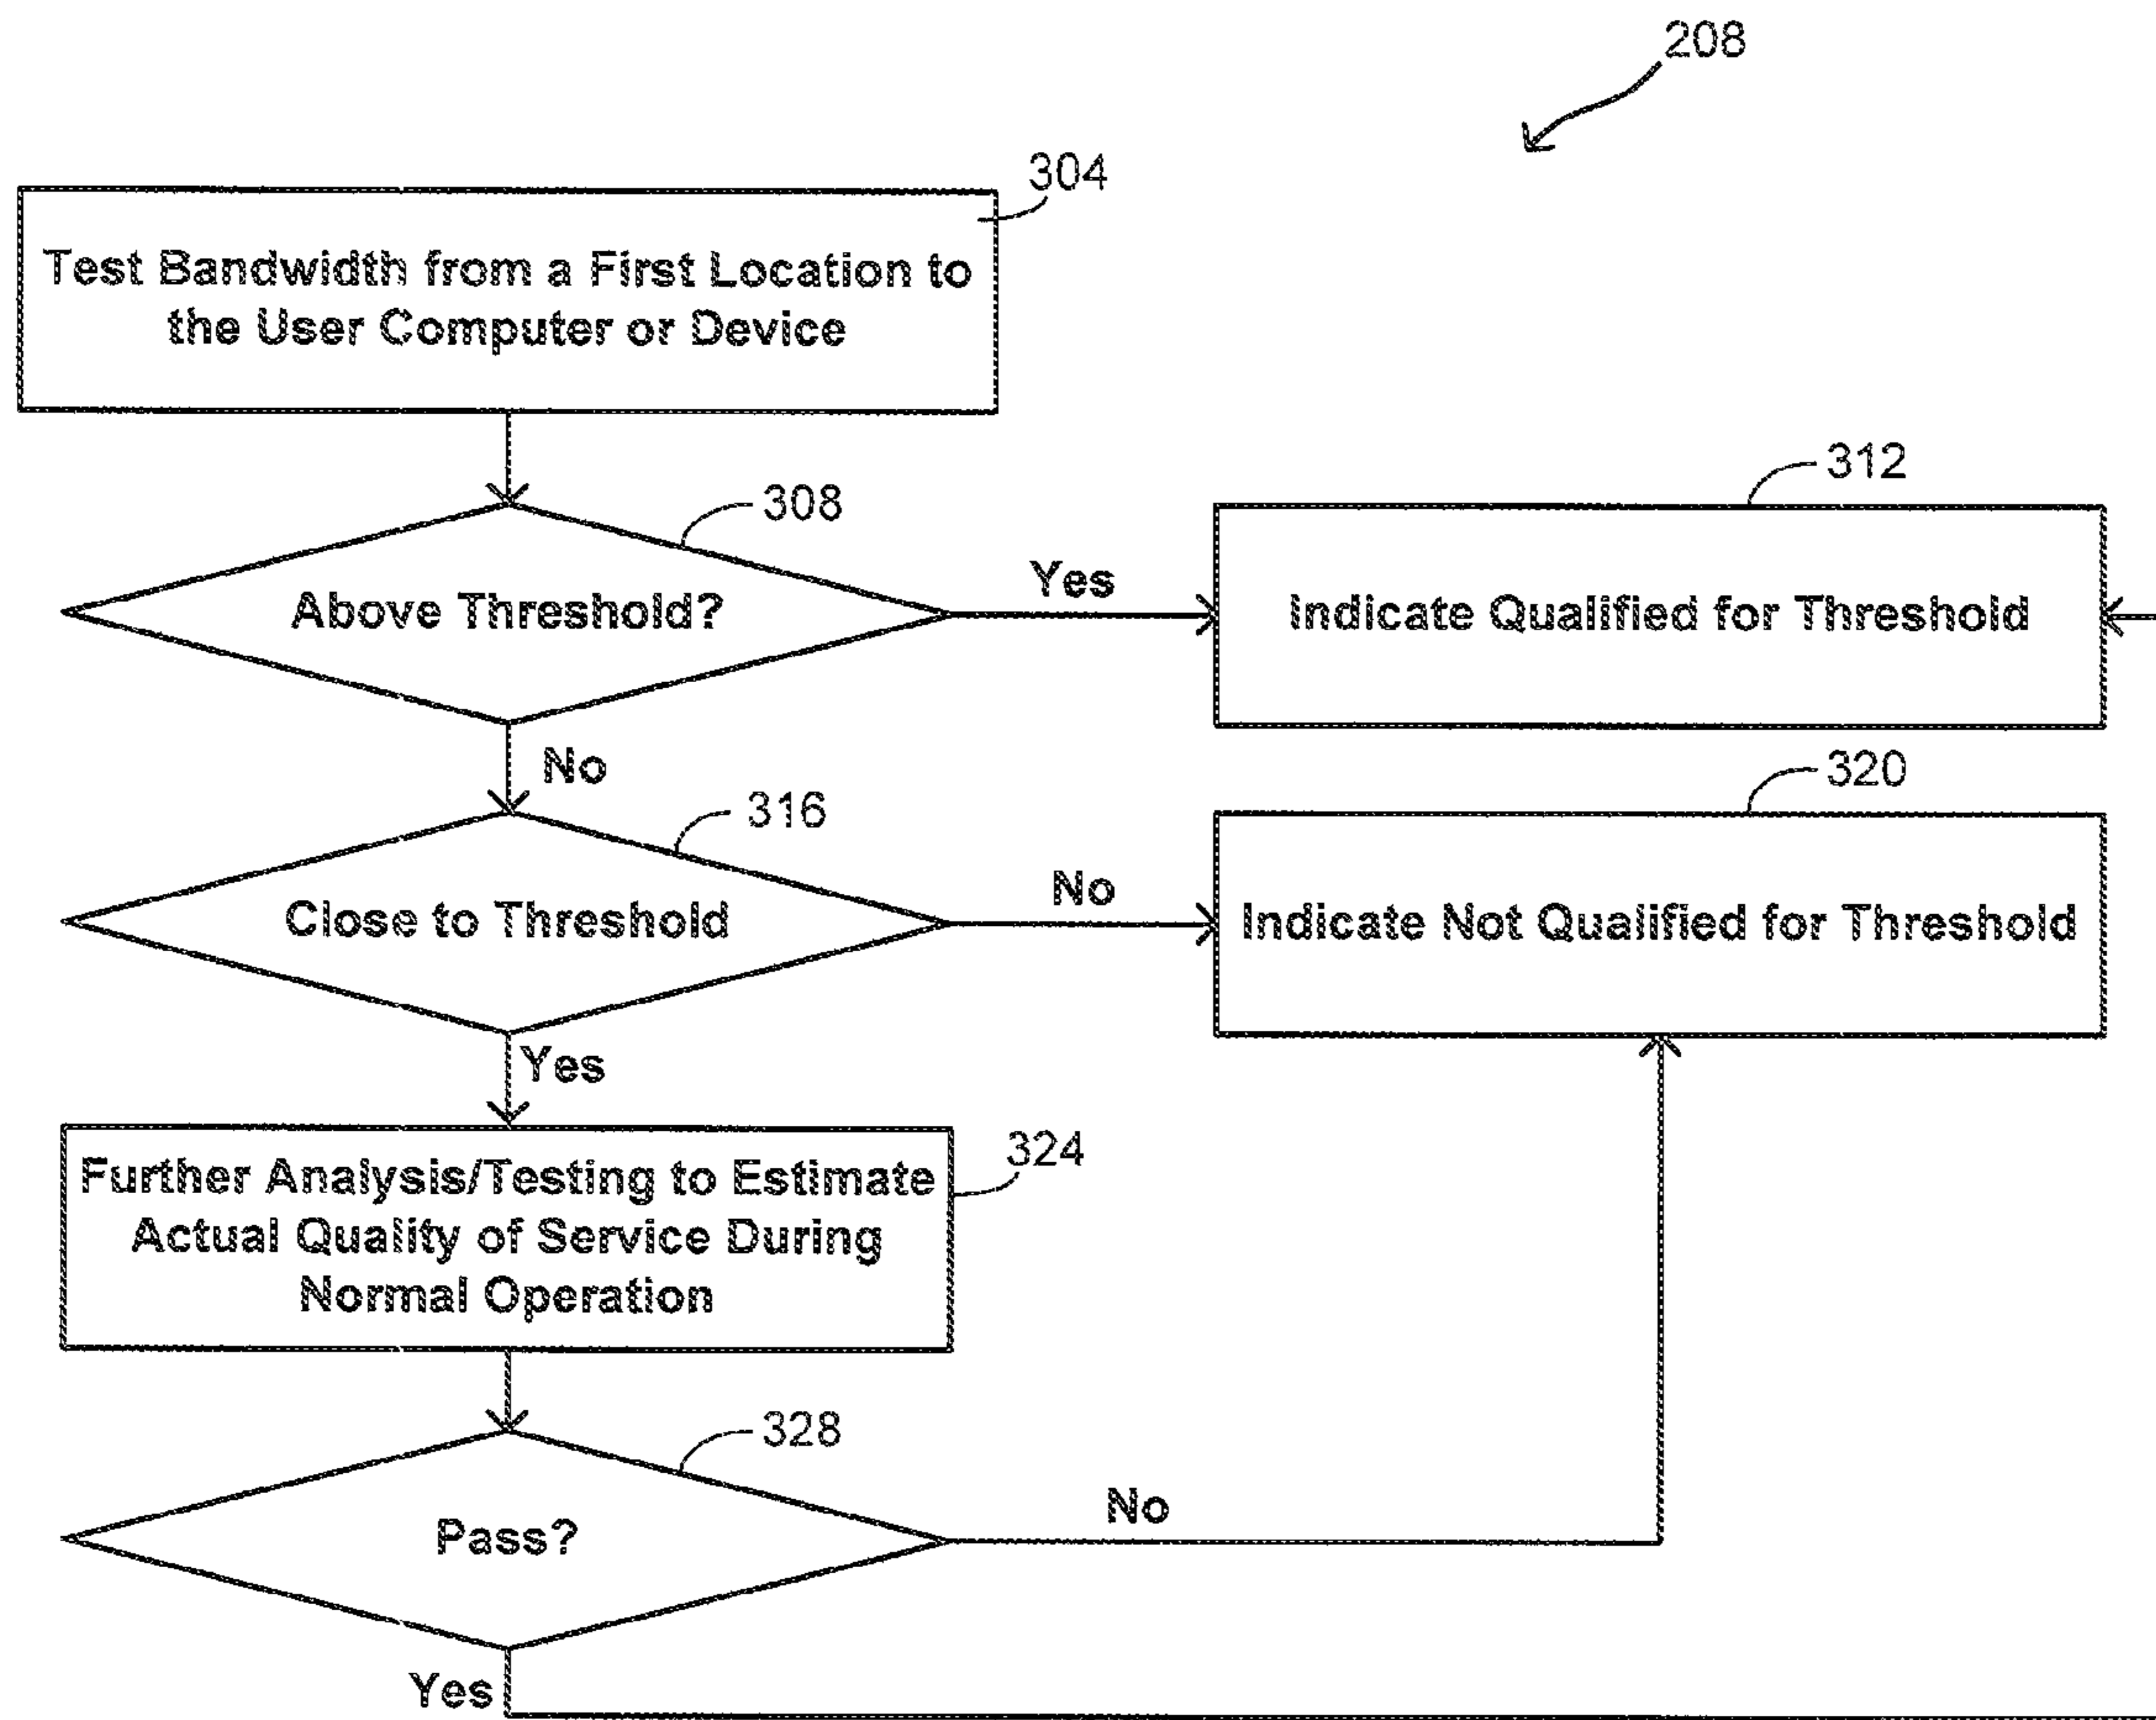 208
304
Test Bandwidth from a First Location to
the User Computer or Device
308
Above Threshold?
Yes
312
Indicate Qualified for Threshold
No
316
Close to Threshold
No
320
Indicate Not Qualified for Threshold
Yes
324
Further Analysis/Testing to Estimate
Actual Quality of Service During
Normal Operation
328
Pass?
No
Yes